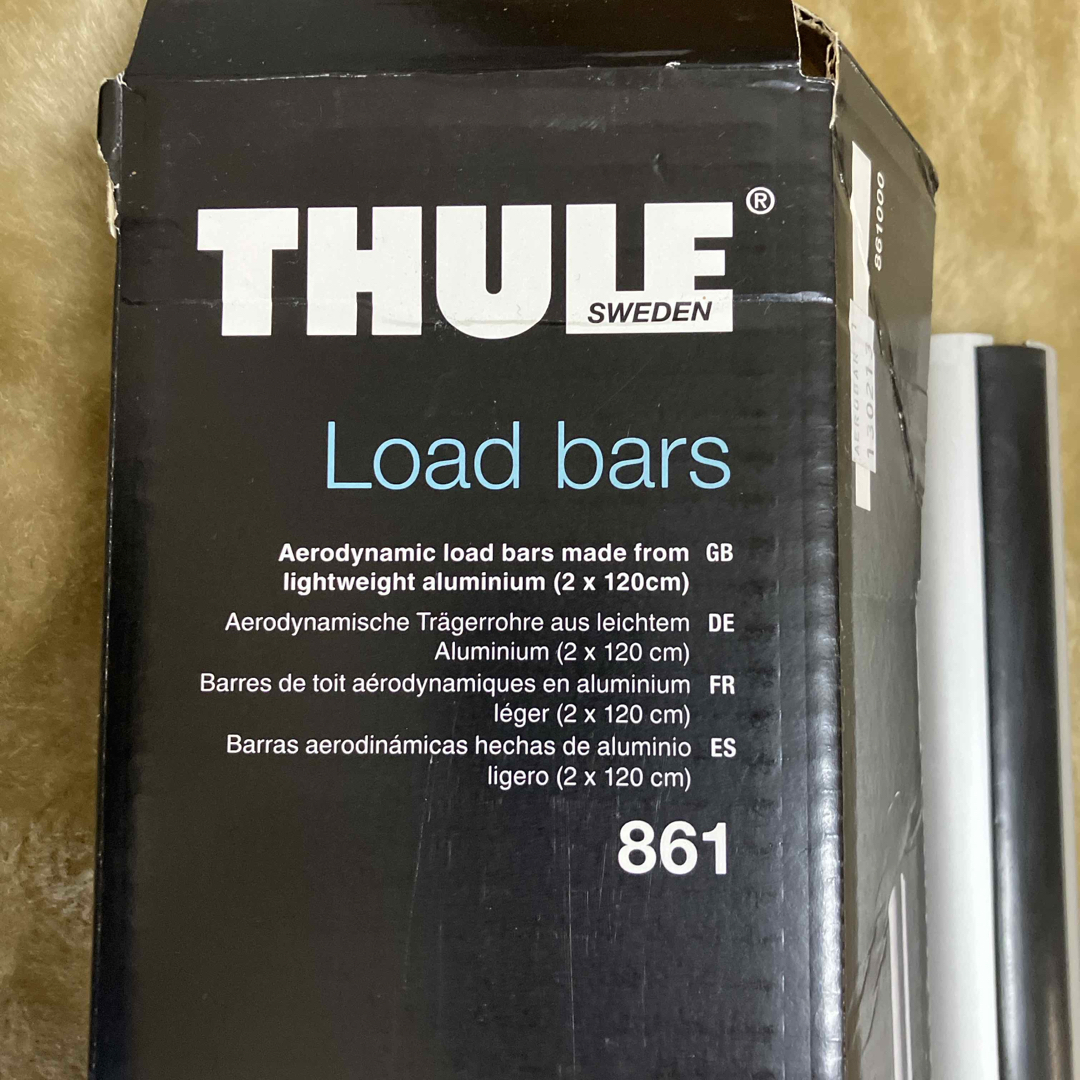 THULE®
SWEDEN
Load bars
Aerodynamic load bars made from GB
lightweight aluminium (2 x 120cm)
Aerodynamische Trägerrohre aus leichtem DE
Aluminium (2 x 120 cm)
Barres de toit aérodynamiques en aluminium FR
léger (2 x 120 cm)
Barras aerodinámicas hechas de aluminio ES
ligero (2 x 120 cm)
861
861000